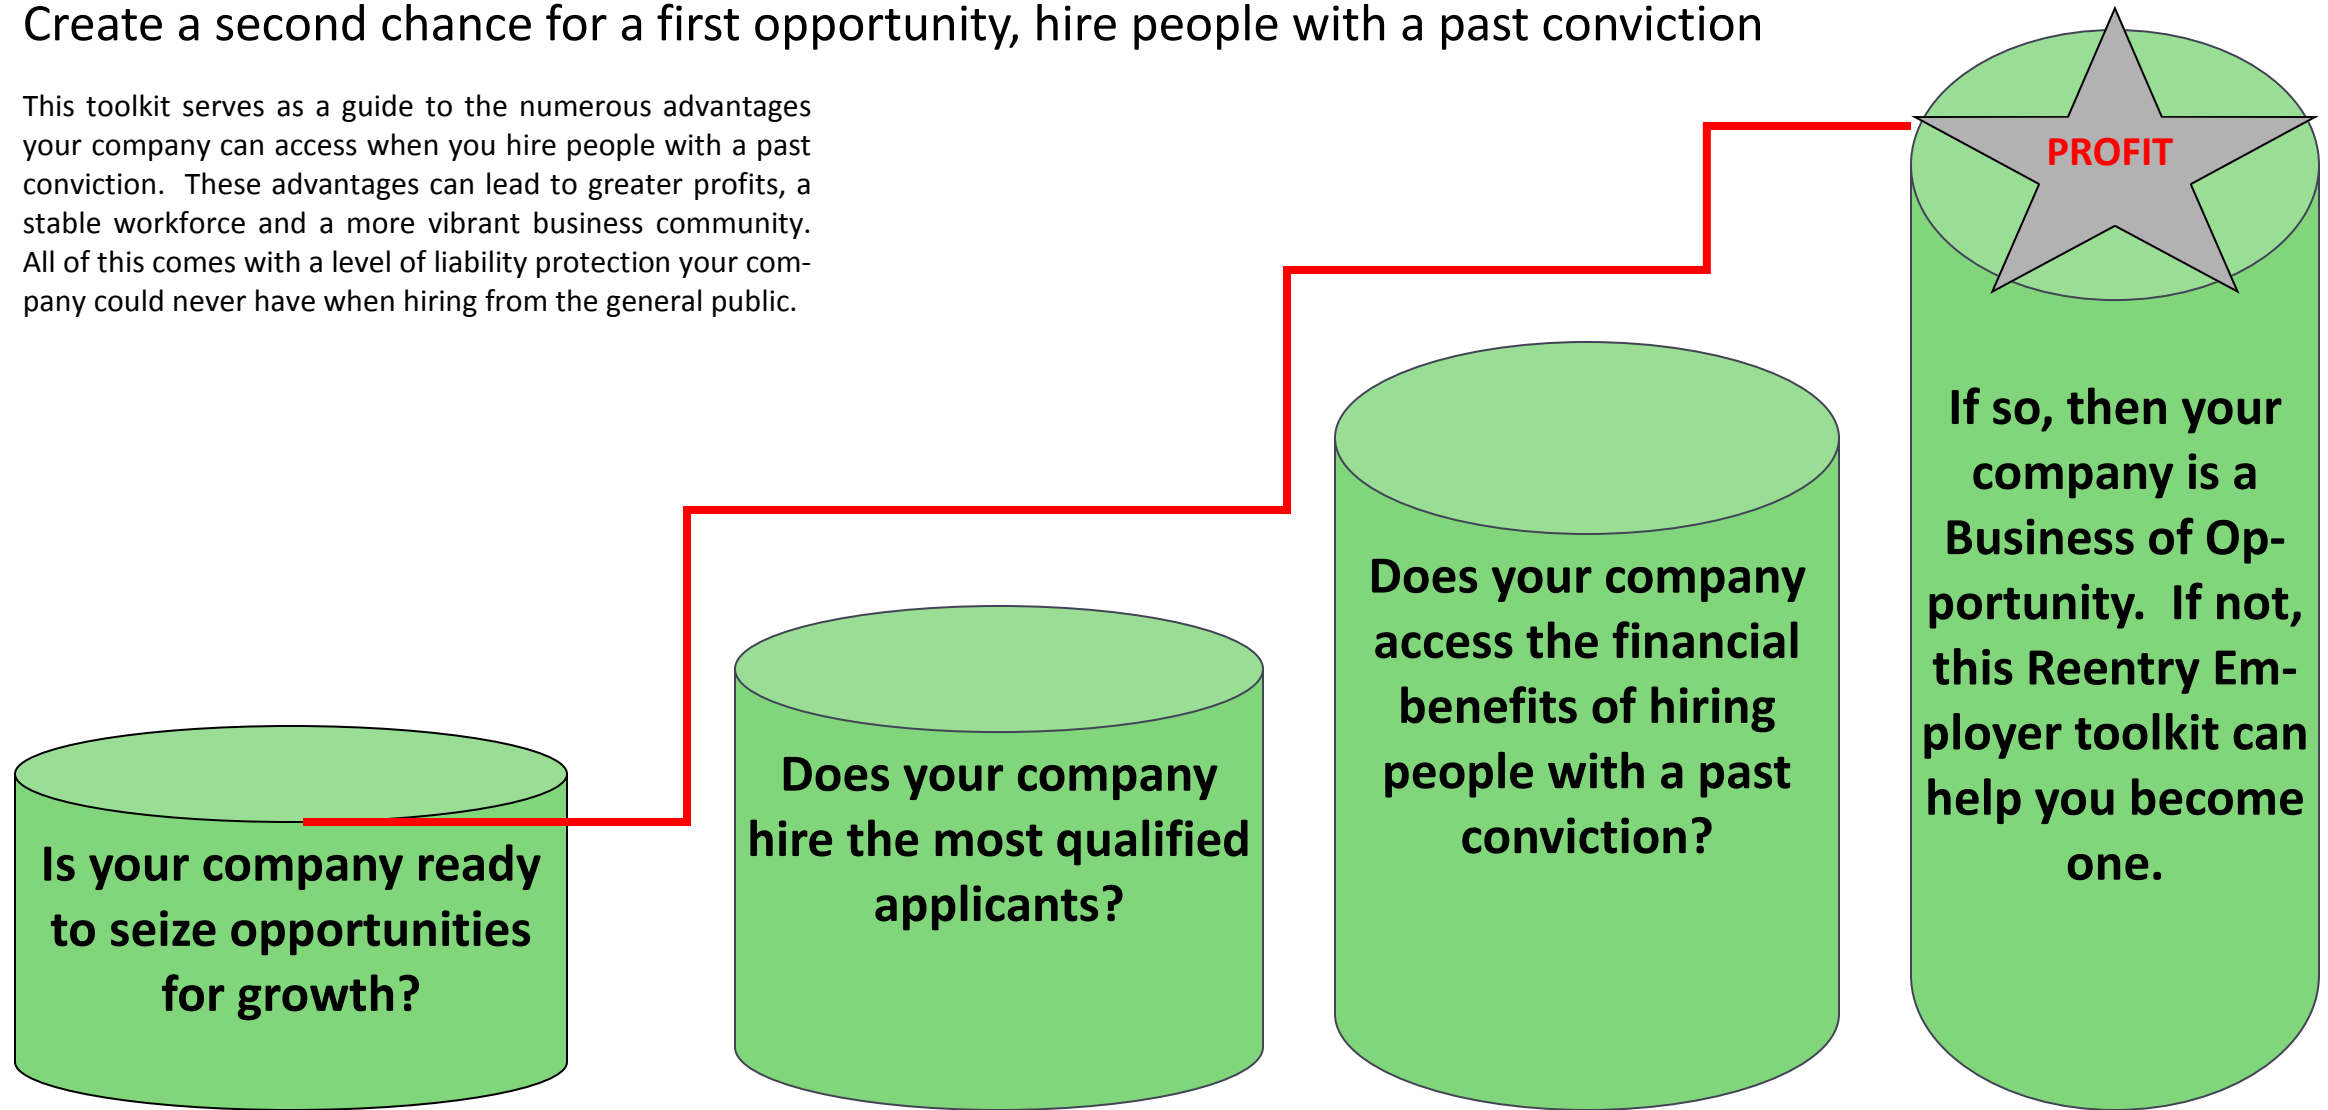 Create a second chance for a first opportunity, hire people with a past conviction
This toolkit serves as a guide to the numerous advantages
your company can access when you hire people with a past
conviction.  These advantages can lead to greater profits, a
stable workforce and a more vibrant business community.
All of this comes with a level of liability protection your com-
pany could never have when hiring from the general public.
Is your company ready
to seize opportunities
for growth?
Does your company
hire the most qualified
applicants?
Does your company
access the financial
benefits of hiring
people with a past
conviction?
PROFIT
If so, then your
company is a
Business of Op-
portunity.  If not,
this Reentry Em-
ployer toolkit can
help you become
one.